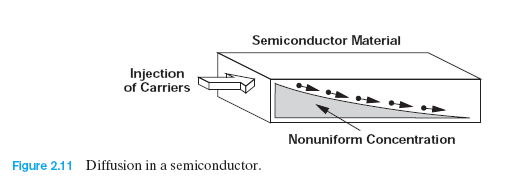 Semiconductor Material
Injection
of Carriers
Nonuniform Concentration
Figure 2.11 Diffusion in a semiconductor.